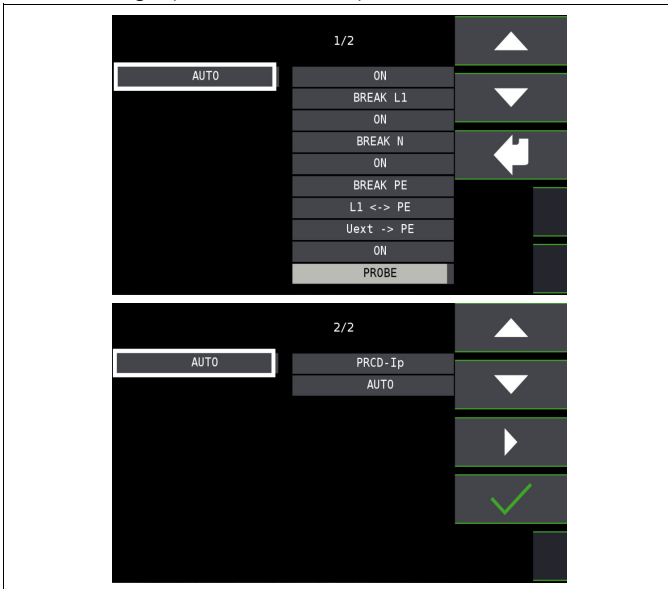 1/2
AUTO
ON
BREAK L1
ON
BREAK N
ON
BREAK PE
L1 <-> PE
Uext -> PE
ON
PROBE
2/2
AUTO
PRCD-Ip
AUTO